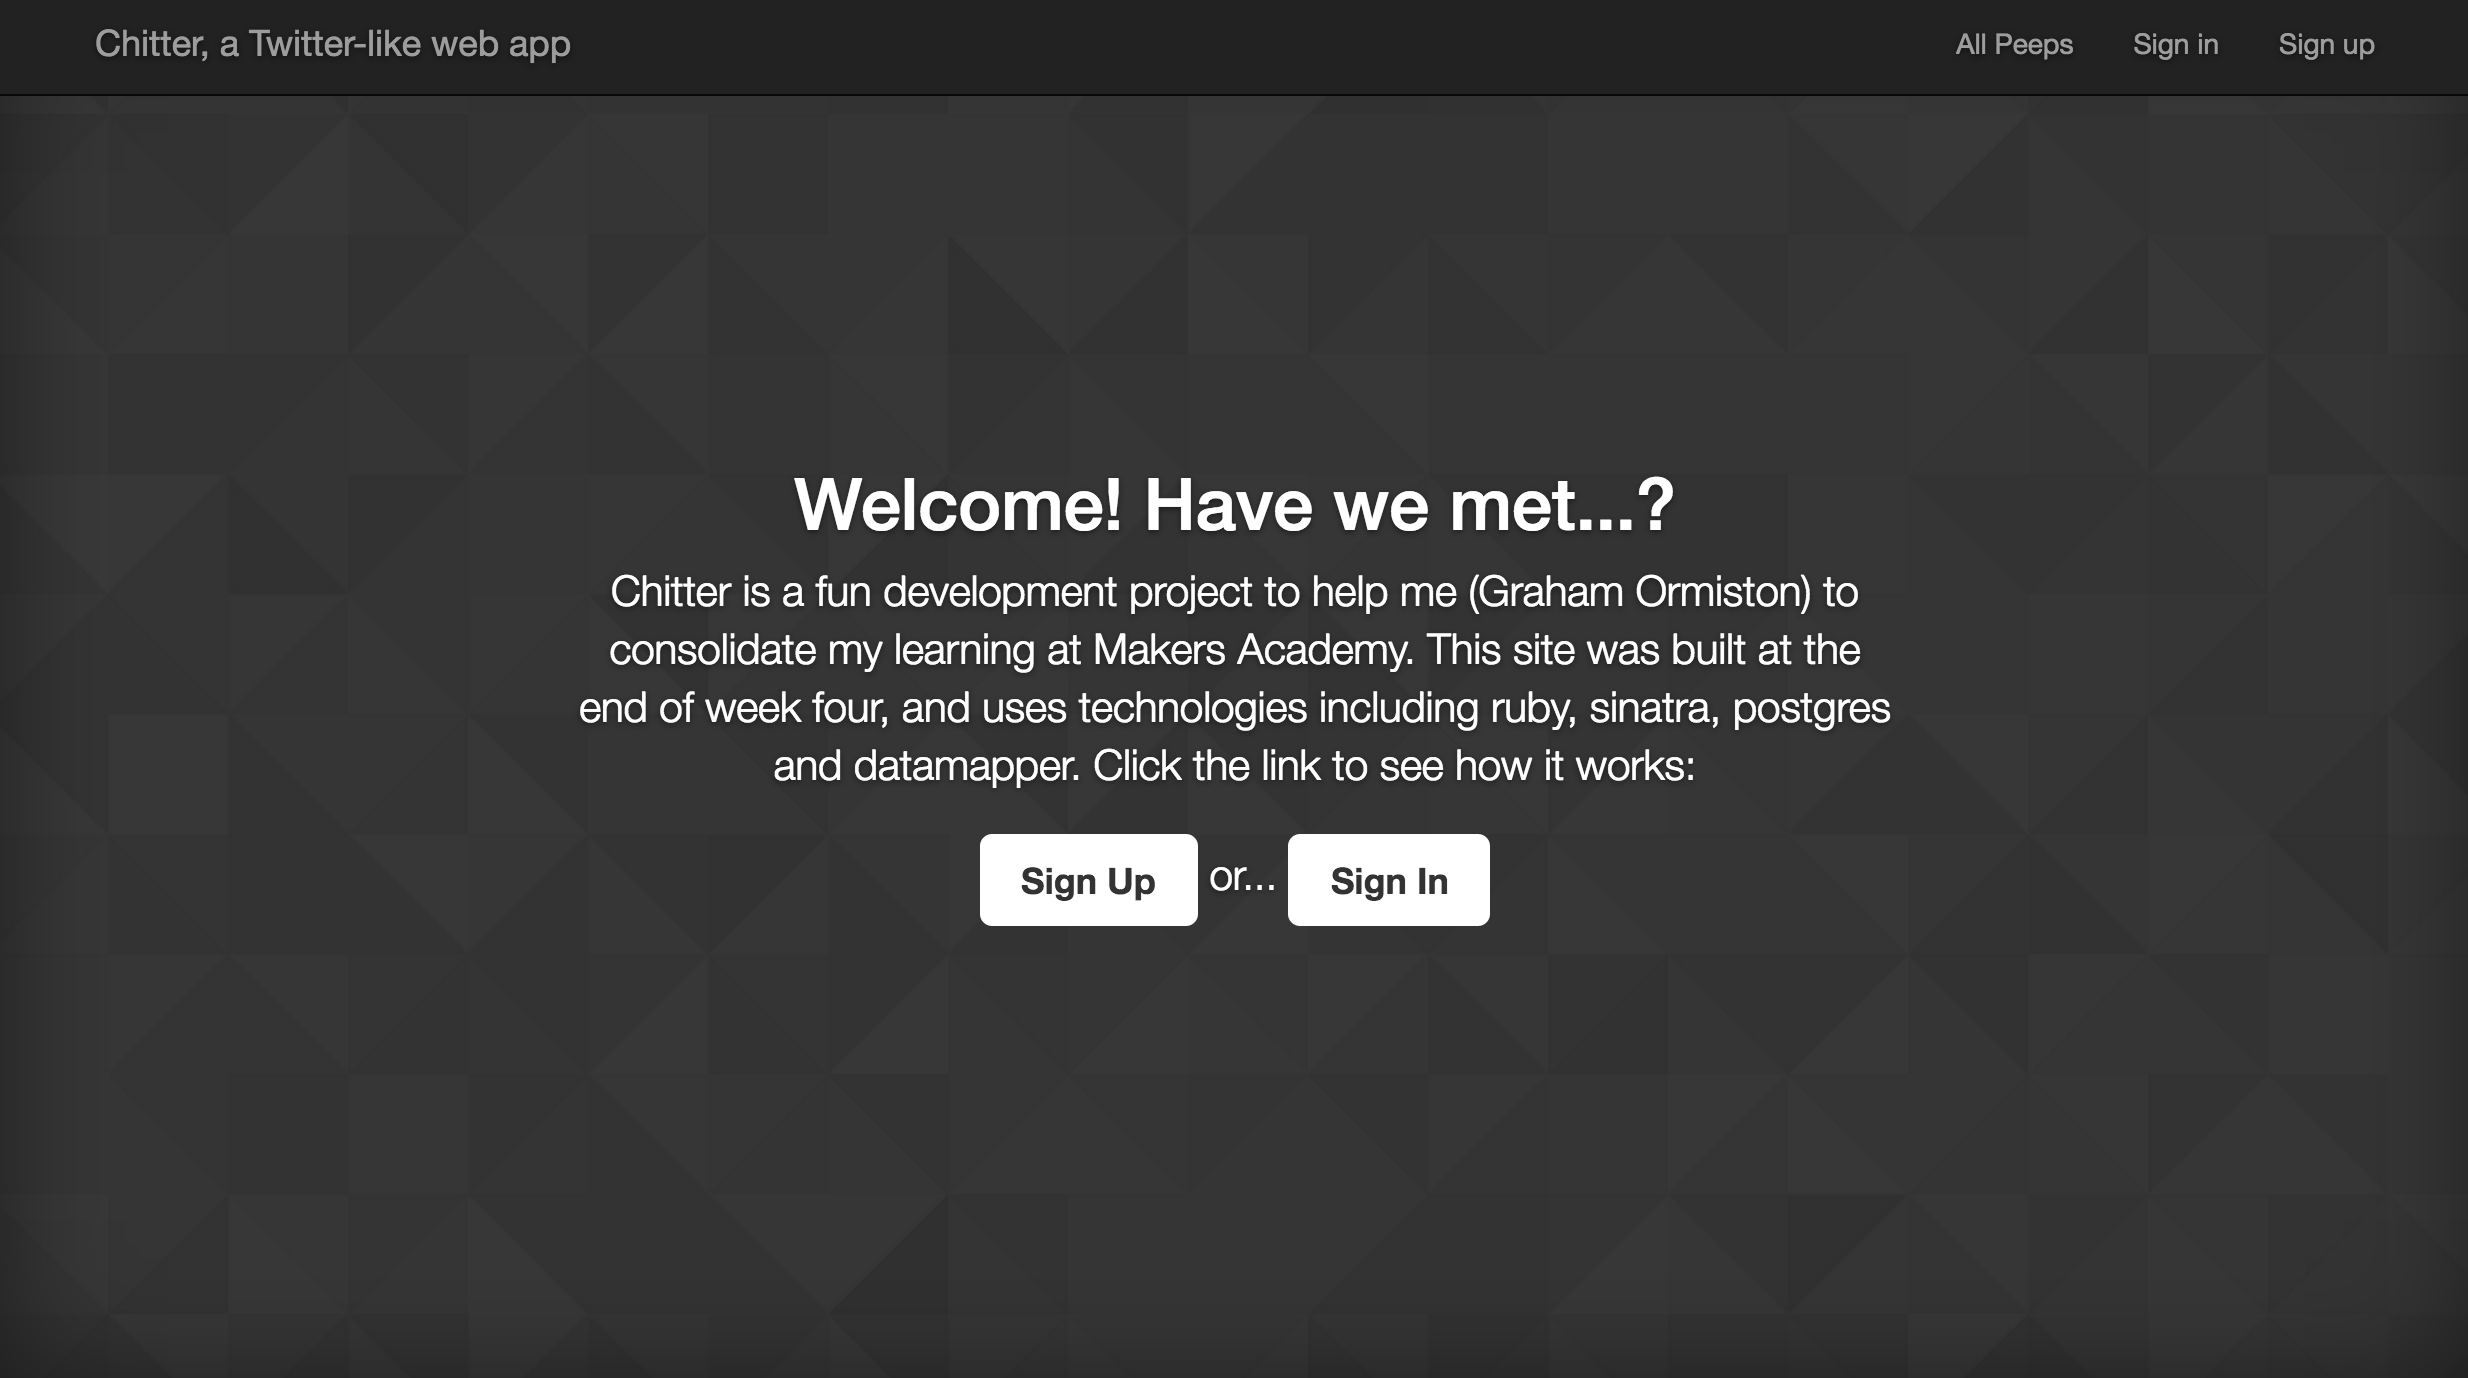 Chitter, a Twitter-like web app
All Peeps
Sign in
Sign up
Welcome! Have we met...?
Chitter is a fun development project to help me (Graham Ormiston) to
consolidate my learning at Makers Academy. This site was built at the
end of week four, and uses technologies including ruby, sinatra, postgres
and datamapper. Click the link to see how it works:
Sign Up or... Sign In